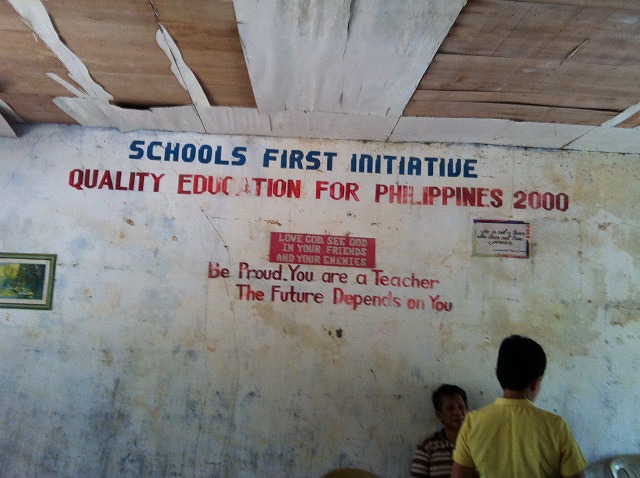 SCHOOLS FIRST INITIATIVE
QUALITY EDUCATION FOR PHILIPPINES 2000
LOVE GOD, SEE GOD
IN YOUR FRIENDS
AND YOUR ENEMIES
Be Proud. You are a Teacher
The Future Depends on You